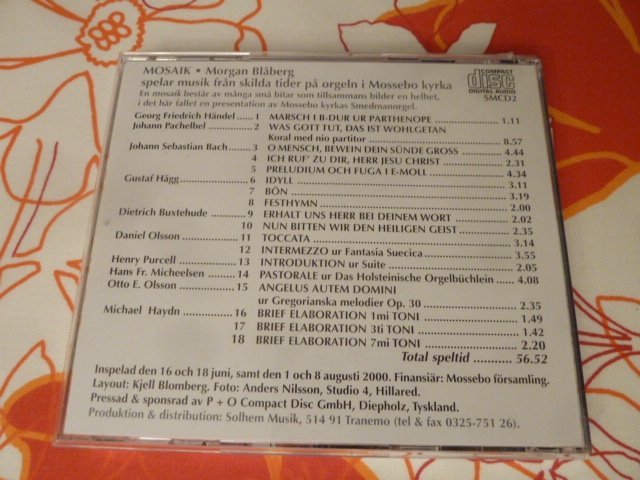 MOSAIK • Morgan Blåberg
spelar musik från skilda tider på orgeln i Mossebo kyrka
En mosaik består av många små bitar som tillsammans bilder en helhet,
i det här fallet en presentation av Mossebo kyrkas Smedmanorgel.
COMPACT
disc
DIGITAL AUDIO
SMCD2
Georg Friedrich Händel 1 MARSCH I B-DUR UR PARTHENOPE 1.11
Johann Pachelbel 2 WAS GOTT TUT, DAS IST WOHLGETAN
Koral med nio partitor 8.57
Johann Sebastian Bach 3 O MENSCH, BEWEIN DEIN SÜNDE GROSS 4.44
4 ICH RUF' ZU DIR, HERR JESU CHRIST 2.31
5 PRELUDIUM OCH FUGA I E-MOLL 4.34
Gustaf Hägg 6 IDYLL 3.11
7 BÖN 3.19
8 FESTHYMN 2.00
Dietrich Buxtehude 9 ERHALT UNS HERR BEI DEINEM WORT 2.02
10 NUN BITTEN WIR DEN HEILIGEN GEIST 2.35
Daniel Olsson 11 TOCCATA 3.14
12 INTERMEZZO ur Fantasia Suecica 3.55
Henry Purcell 13 INTRODUKTION ur Suite 2.05
Hans Fr. Micheelsen 14 PASTORALE ur Das Holsteinische Orgelbüchlein 4.08
Otto E. Olsson 15 ANGELUS AUTEM DOMINI
ur Gregorianska melodier Op. 30 2.35
Michael Haydn 16 BRIEF ELABORATION 1mi TONI 1.49
17 BRIEF ELABORATION 3ti TONI 1.42
18 BRIEF ELABORATION 7mi TONI 2.20
Total speltid 56.52
Inspelad den 16 och 18 juni, samt den 1 och 8 augusti 2000. Finansiär: Mossebo församling.
Layout: Kjell Blomberg. Foto: Anders Nilsson, Studio 4, Hillared.
Pressad & sponsrad av P + O Compact Disc GmbH, Diepholz, Tyskland.
Produktion & distribution: Solhem Musik, 514 91 Tranemo (tel & fax 0325-751 26).